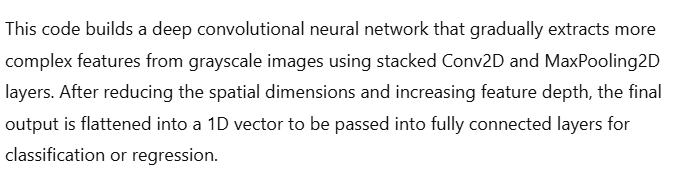 This code builds a deep convolutional neural network that gradually extracts more
complex features from grayscale images using stacked Conv2D and MaxPooling2D
layers. After reducing the spatial dimensions and increasing feature depth, the final
output is flattened into a 1D vector to be passed into fully connected layers for
classification or regression.